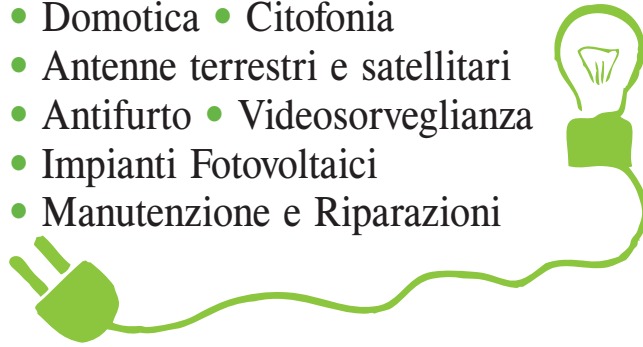 • Domotica • Citofonia
• Antenne terrestri e satellitari
• Antifurto • Videosorveglianza
• Impianti Fotovoltaici
• Manutenzione e Riparazioni